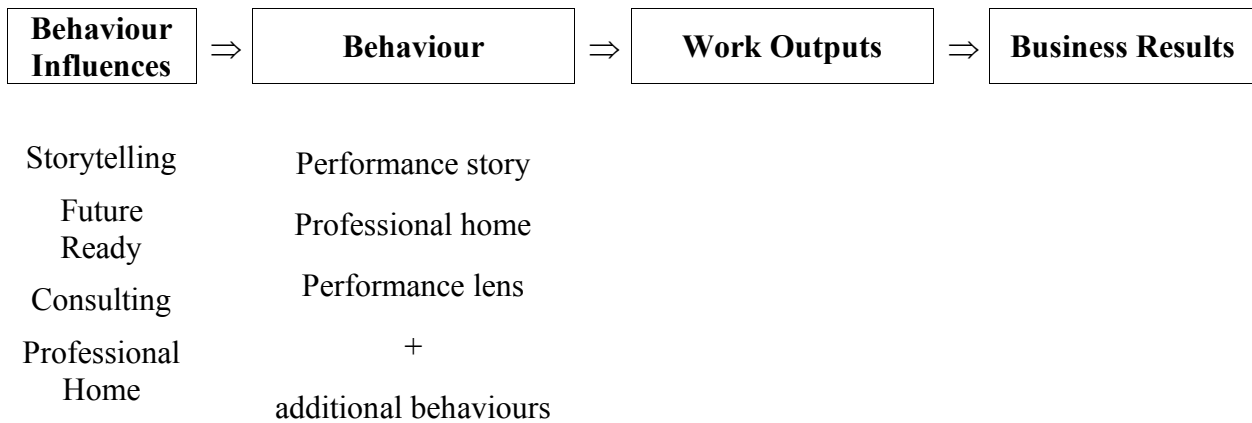 Behaviour
Influences
⇒
Behaviour
⇒
Work Outputs
⇒
Business Results
Storytelling
Future
Ready
Consulting
Professional
Home
Performance story
Professional home
Performance lens
+
additional behaviours